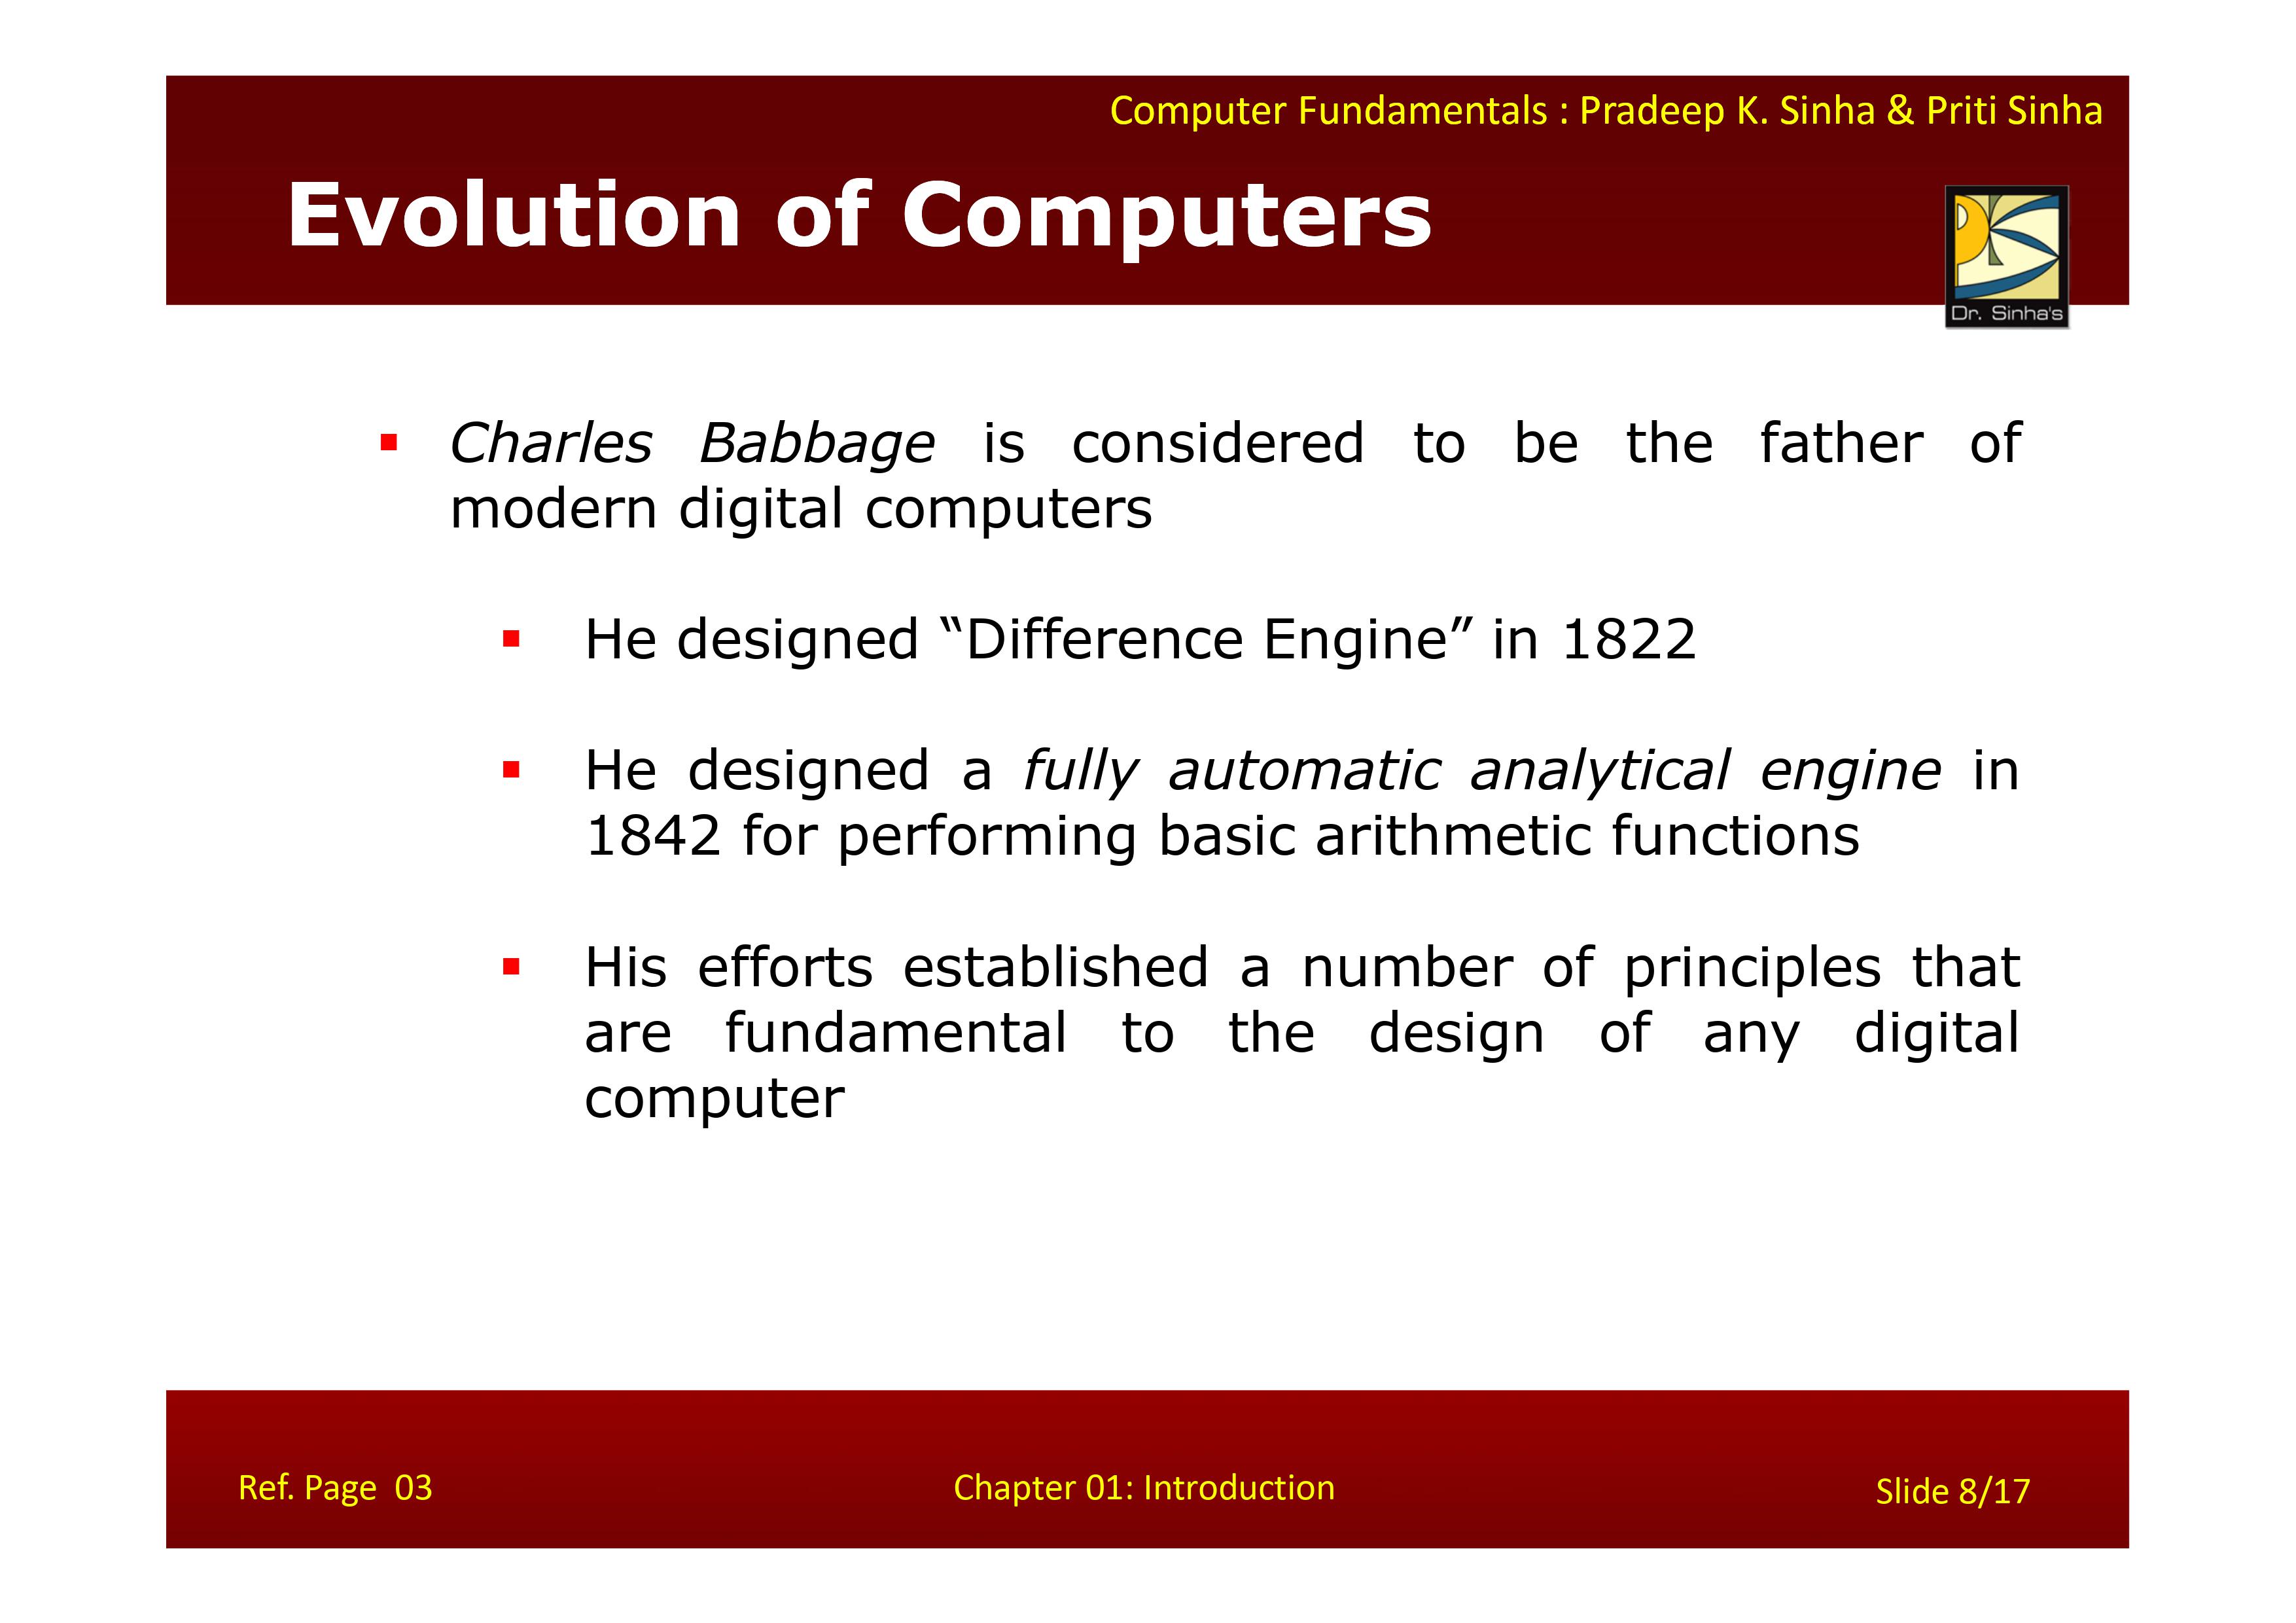 Computer Fundamentals : Pradeep K. Sinha & Priti Sinha
Evolution of Computers
Dr. Sinha's
▪ Charles Babbage is considered to be the father of
modern digital computers
▪ He designed “Difference Engine” in 1822
▪ He designed a fully automatic analytical engine in
1842 for performing basic arithmetic functions
▪ His efforts established a number of principles that
are fundamental to the design of any digital
computer
Ref. Page 03
Chapter 01: Introduction
Slide 8/17